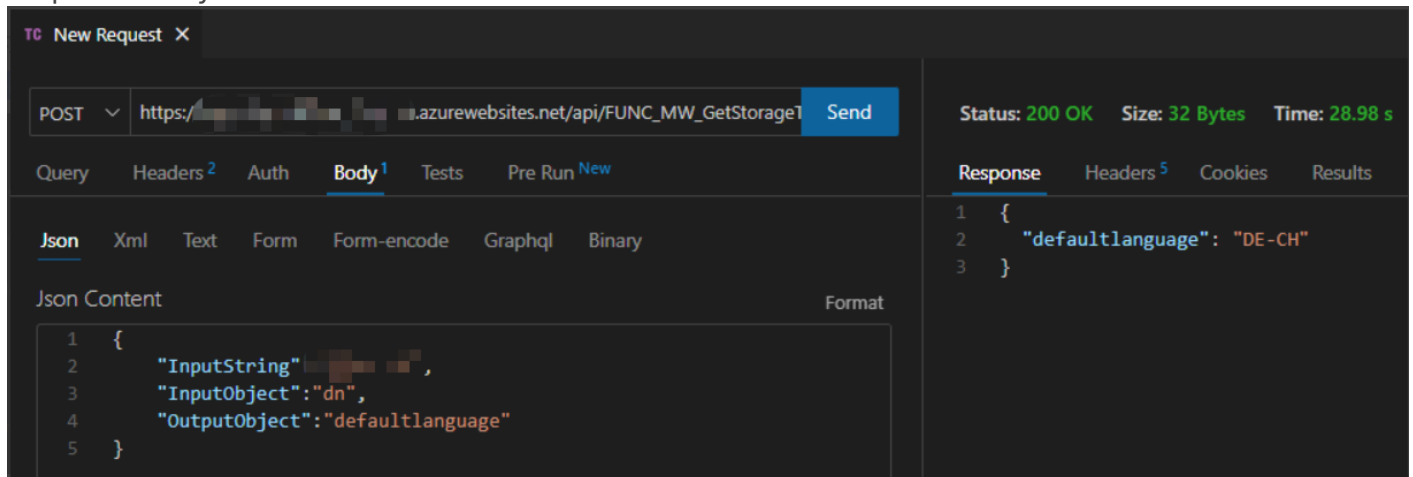 TC New Request ×
POST https:/ .azurewebsites.net/api/FUNC_MW_GetStorageT Send
Query Headers 2 Auth Body 1 Tests Pre Run New
Json Xml Text Form Form-encode Graphql Binary
Json Content Format
1 {
2 "InputString" ,
3 "InputObject":"dn",
4 "OutputObject":"defaultlanguage"
5 }
Status: 200 OK Size: 32 Bytes Time: 28.98 s
Response Headers 5 Cookies Results
1 {
2 "defaultlanguage": "DE-CH"
3 }